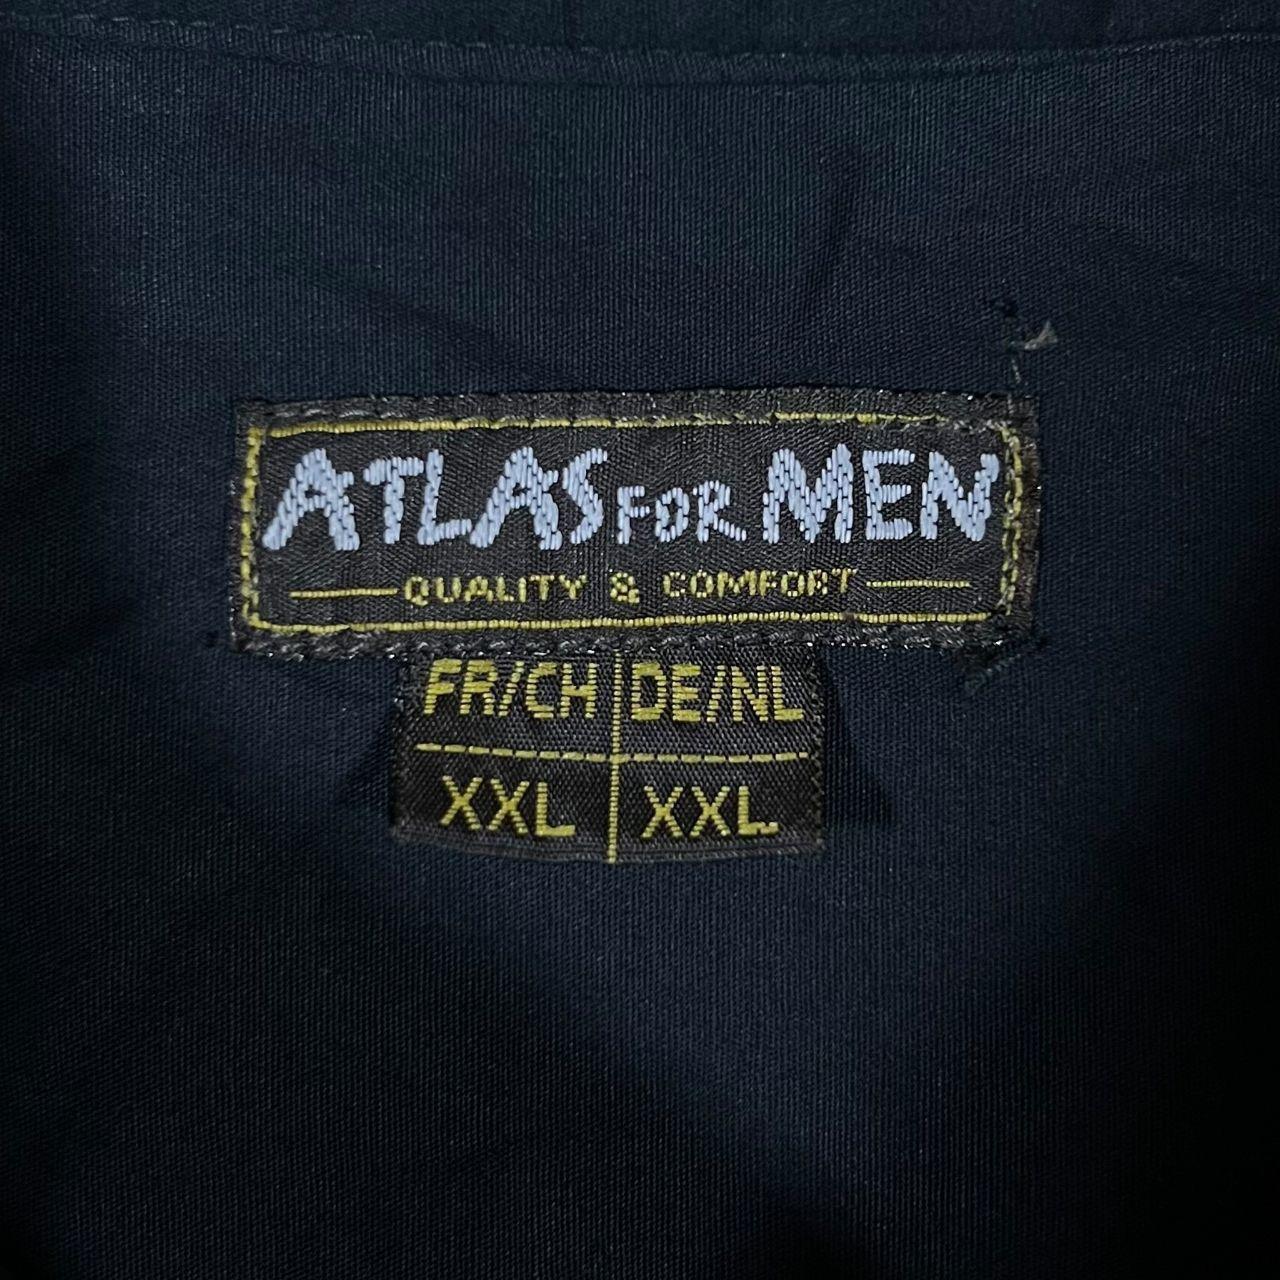 ATLAS FOR MEN
QUALITY & COMFORT
FR/CH DE/NL
XXL XXL